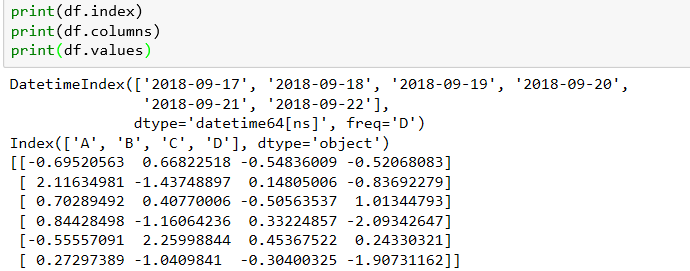 print(df.index)
print(df.columns)
print(df.values)
DatetimeIndex(['2018-09-17', '2018-09-18', '2018-09-19', '2018-09-20',
               '2018-09-21', '2018-09-22'],
              dtype='datetime64[ns]', freq='D')
Index(['A', 'B', 'C', 'D'], dtype='object')
[[-0.69520563  0.66822518 -0.54836009 -0.52068083]
 [ 2.11634981 -1.43748897  0.14805006 -0.83692279]
 [ 0.70289492  0.40770006 -0.50563537  1.01344793]
 [ 0.84428498 -1.16064236  0.33224857 -2.09342647]
 [-0.55557091  2.25998844  0.45367522  0.24330321]
 [ 0.27297389 -1.0409841  -0.30400325 -1.90731162]]